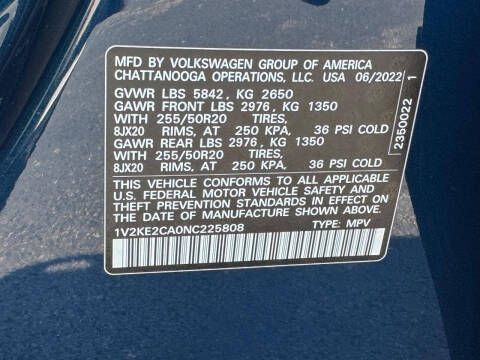 MFD BY VOLKSWAGEN GROUP OF AMERICA
CHATTANOOGA OPERATIONS, LLC. USA 06/2022
GVWR LBS 5842, KG 2650
GAWR FRONT LBS 2976, KG 1350
WITH 255/50R20 TIRES,
8JX20 RIMS, AT 250 KPA, 36 PSI COLD
GAWR REAR LBS 2976, KG 1350
WITH 255/50R20 TIRES,
8JX20 RIMS, AT 250 KPA, 36 PSI COLD
THIS VEHICLE CONFORMS TO ALL APPLICABLE
U.S. FEDERAL MOTOR VEHICLE SAFETY AND
THEFT PREVENTION STANDARDS IN EFFECT ON
THE DATE OF MANUFACTURE SHOWN ABOVE.
1V2KE2CA0NC225808 TYPE: MPV
2350022 1